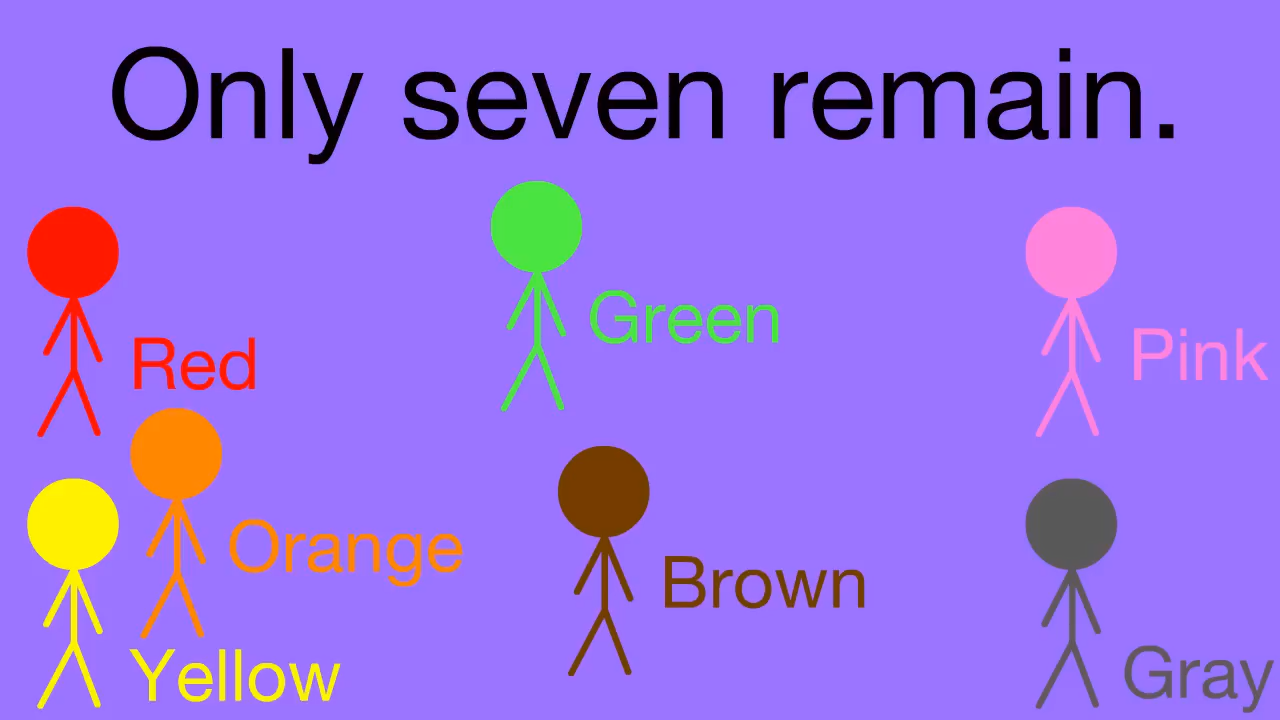 Only seven remain.
Red
Green
Pink
Orange
Brown
Yellow
Gray